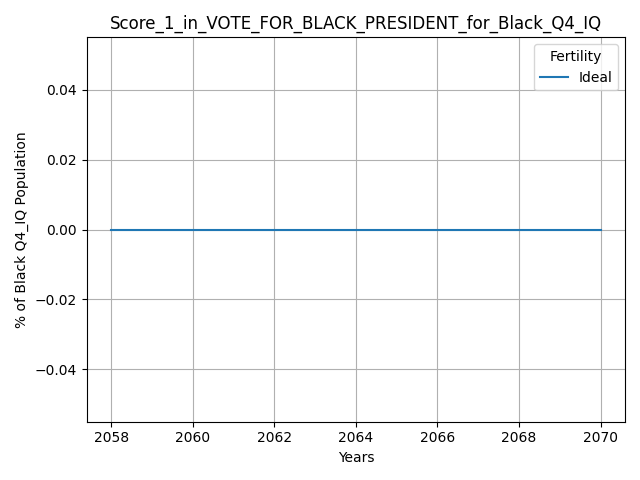 Score_1_in_VOTE_FOR_BLACK_PRESIDENT_for_Black_Q4_IQ
Fertility
Ideal
% of Black Q4_IQ Population
0.04
0.02
0.00
−0.02
−0.04
2058 2060 2062 2064 2066 2068 2070
Years